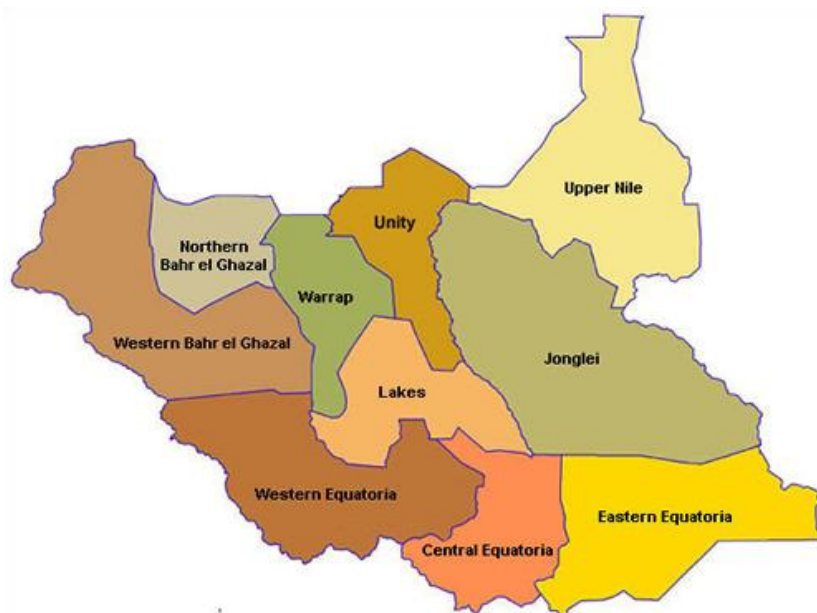 Upper Nile
Unity
Northern
Bahr el Ghazal
Warrap
Western Bahr el Ghazal
Jonglei
Lakes
Western Equatoria
Eastern Equatoria
Central Equatoria